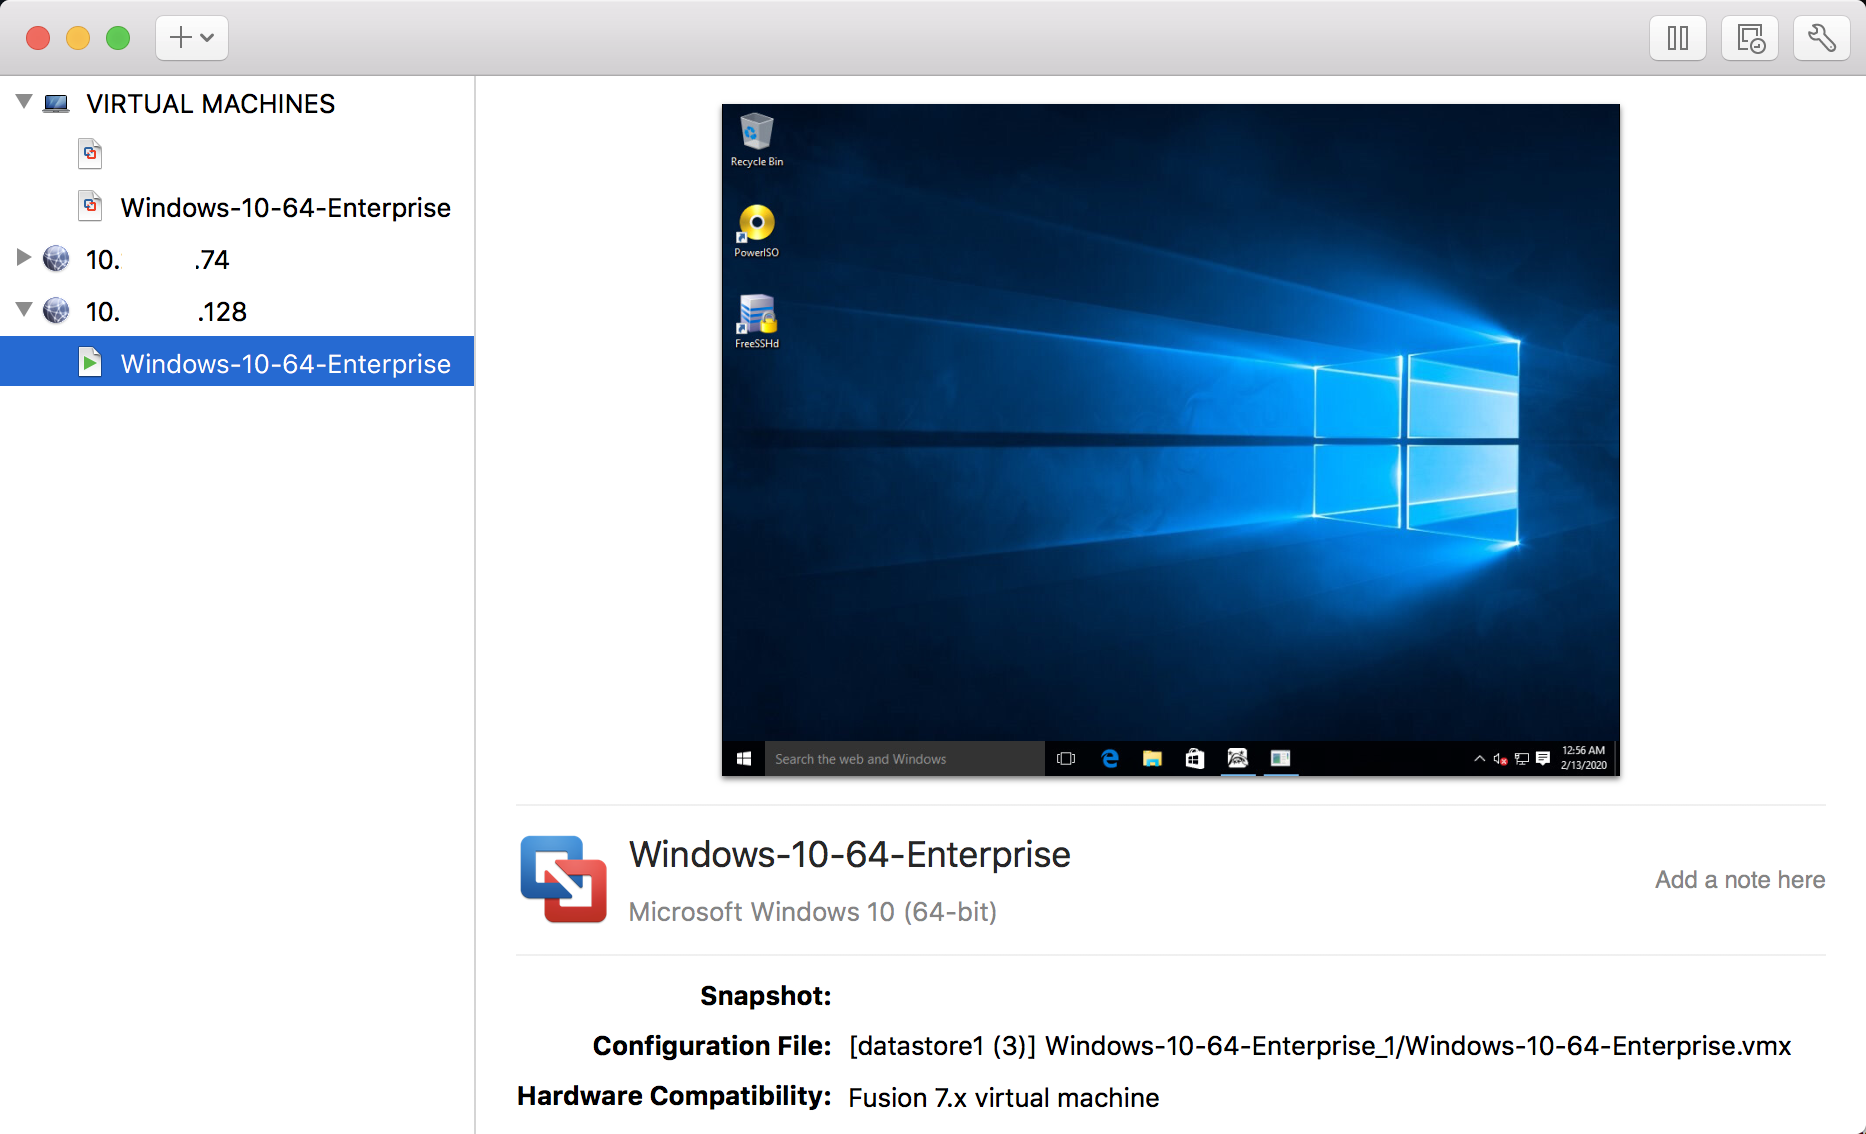 VIRTUAL MACHINES
Windows-10-64-Enterprise
10. .74
10. .128
Windows-10-64-Enterprise
Recycle Bin
PowerISO
FreeSSHd
Search the web and Windows
12:56 AM
2/13/2020
Windows-10-64-Enterprise
Microsoft Windows 10 (64-bit)
Add a note here
Snapshot:
Configuration File: [datastore1 (3)] Windows-10-64-Enterprise_1/Windows-10-64-Enterprise.vmx
Hardware Compatibility: Fusion 7.x virtual machine